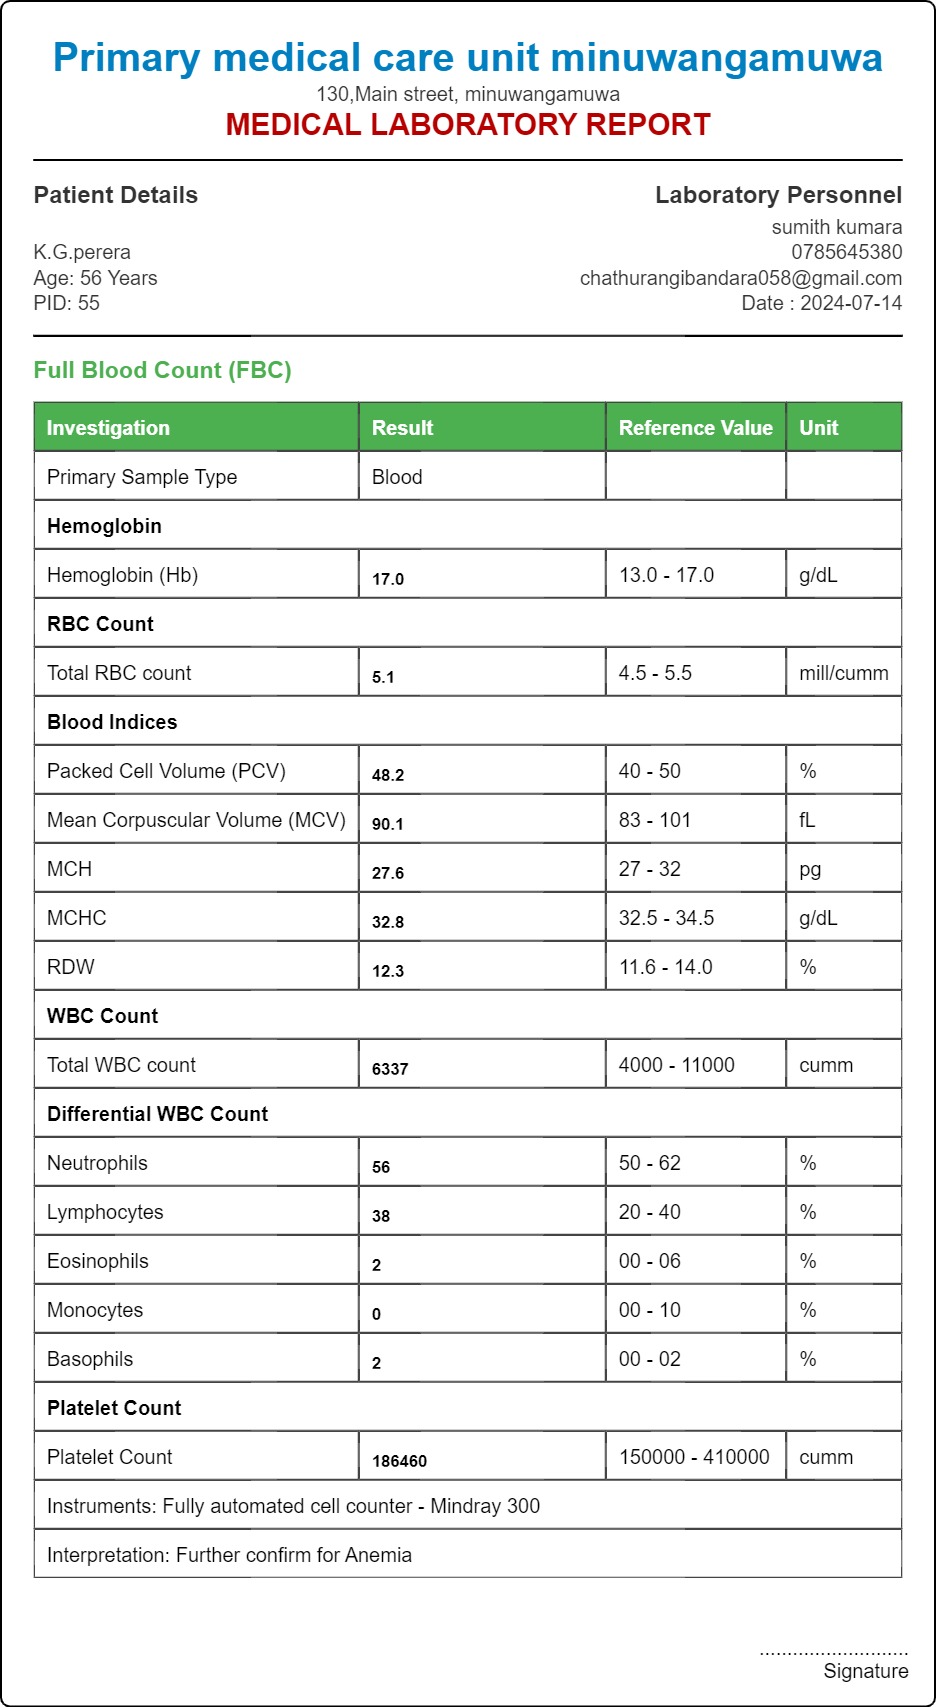 Primary medical care unit minuwangamuwa
130,Main street, minuwangamuwa
MEDICAL LABORATORY REPORT
Patient Details
K.G.perera
Age: 56 Years
PID: 55
Laboratory Personnel
sumith kumara
0785645380
chathurangibandara058@gmail.com
Date : 2024-07-14
Full Blood Count (FBC)
Investigation Result Reference Value Unit
Primary Sample Type Blood
Hemoglobin
Hemoglobin (Hb) 17.0 13.0 - 17.0 g/dL
RBC Count
Total RBC count 5.1 4.5 - 5.5 mill/cumm
Blood Indices
Packed Cell Volume (PCV) 48.2 40 - 50 %
Mean Corpuscular Volume (MCV) 90.1 83 - 101 fL
MCH 27.6 27 - 32 pg
MCHC 32.8 32.5 - 34.5 g/dL
RDW 12.3 11.6 - 14.0 %
WBC Count
Total WBC count 6337 4000 - 11000 cumm
Differential WBC Count
Neutrophils 56 50 - 62 %
Lymphocytes 38 20 - 40 %
Eosinophils 2 00 - 06 %
Monocytes 0 00 - 10 %
Basophils 2 00 - 02 %
Platelet Count
Platelet Count 186460 150000 - 410000 cumm
Instruments: Fully automated cell counter - Mindray 300
Interpretation: Further confirm for Anemia
...........................
Signature